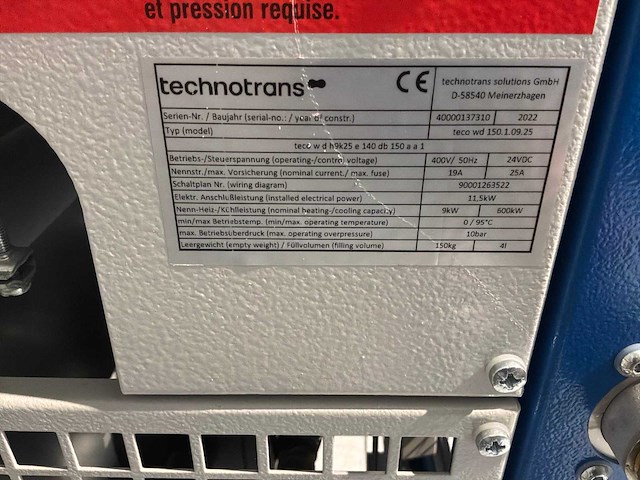 et pression requise.
technotrans
CE
technotrans solutions GmbH
D-58540 Meinerzhagen
Serien-Nr. / Baujahr (serial-no.: / year of constr.) 40000137310 2022
Typ (model) teco wd 150.1.09.25
teco w d h9k25 e 140 db 150 a a 1
Betriebs-/Steuerspannung (operating-/control voltage) 400V/ 50Hz 24VDC
Nennstr./max. Vorsicherung (nominal current./ max. fuse) 19A 25A
Schaltplan Nr. (wiring diagram) 90001263522
Elektr. Anschlußleistung (installed electrical power) 11,5kW
Nenn-Heiz-/Kühlleistung (nominal heating-/cooling capacity) 9kW 600kW
min/max Betriebstemp. (min/max. operating temperature) 0 / 95°C
max. Betriebsüberdruck (max. operating overpressure) 10bar
Leergewicht (empty weight) / Füllvolumen (filling volume) 150kg 4l